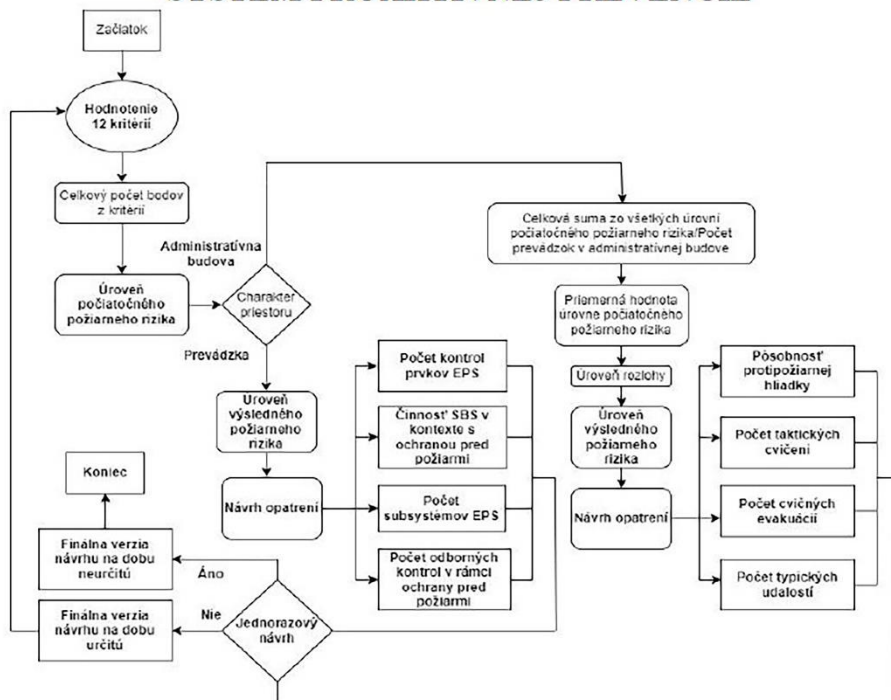 Začiatok
Hodnotenie
12 kritérií
Celkový počet bodov
z kritérií
Úroveň
počiatočného
požiarneho rizika
Administratívna
budova
Charakter
priestoru
Prevádzka
Úroveň
výsledného
požiarneho
rizika
Návrh opatrení
Počet kontrol
prvkov EPS
Činnosť SBS v
kontexte s
ochranou pred
požiarmi
Počet
subsystémov EPS
Počet odborných
kontrol v rámci
ochrany pred
požiarmi
Celková suma zo všetkých úrovní
počiatočného požiarneho rizika/Počet
prevádzok v administratívnej budove
Priemerná hodnota
úrovne počiatočného
požiarneho rizika
Úroveň rozlohy
Úroveň
výsledného
požiarneho
rizika
Návrh opatrení
Pôsobnosť
protipožiarnej
hliadky
Počet taktických
cvičení
Počet cvičných
evakuácií
Počet typických
udalostí
Jednorazový
návrh
Áno
Nie
Finálna verzia
návrhu na dobu
neurčitú
Finálna verzia
návrhu na dobu
určitú
Koniec